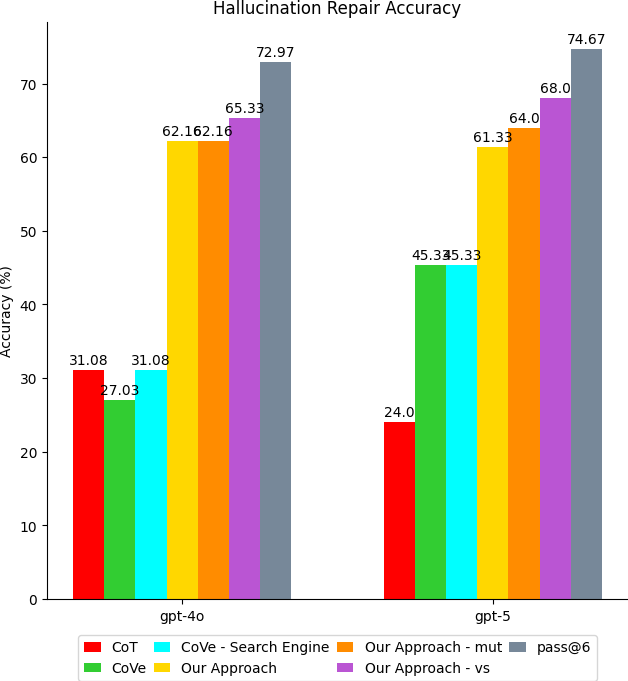 Hallucination Repair Accuracy
Accuracy (%)
70
60
50
40
30
20
10
0
31.08
27.03
31.08
62.16
62.16
65.33
72.97
24.0
45.33
45.33
61.33
64.0
68.0
74.67
gpt-4o
gpt-5
CoT
CoVe
CoVe - Search Engine
Our Approach
Our Approach - mut
Our Approach - vs
pass@6